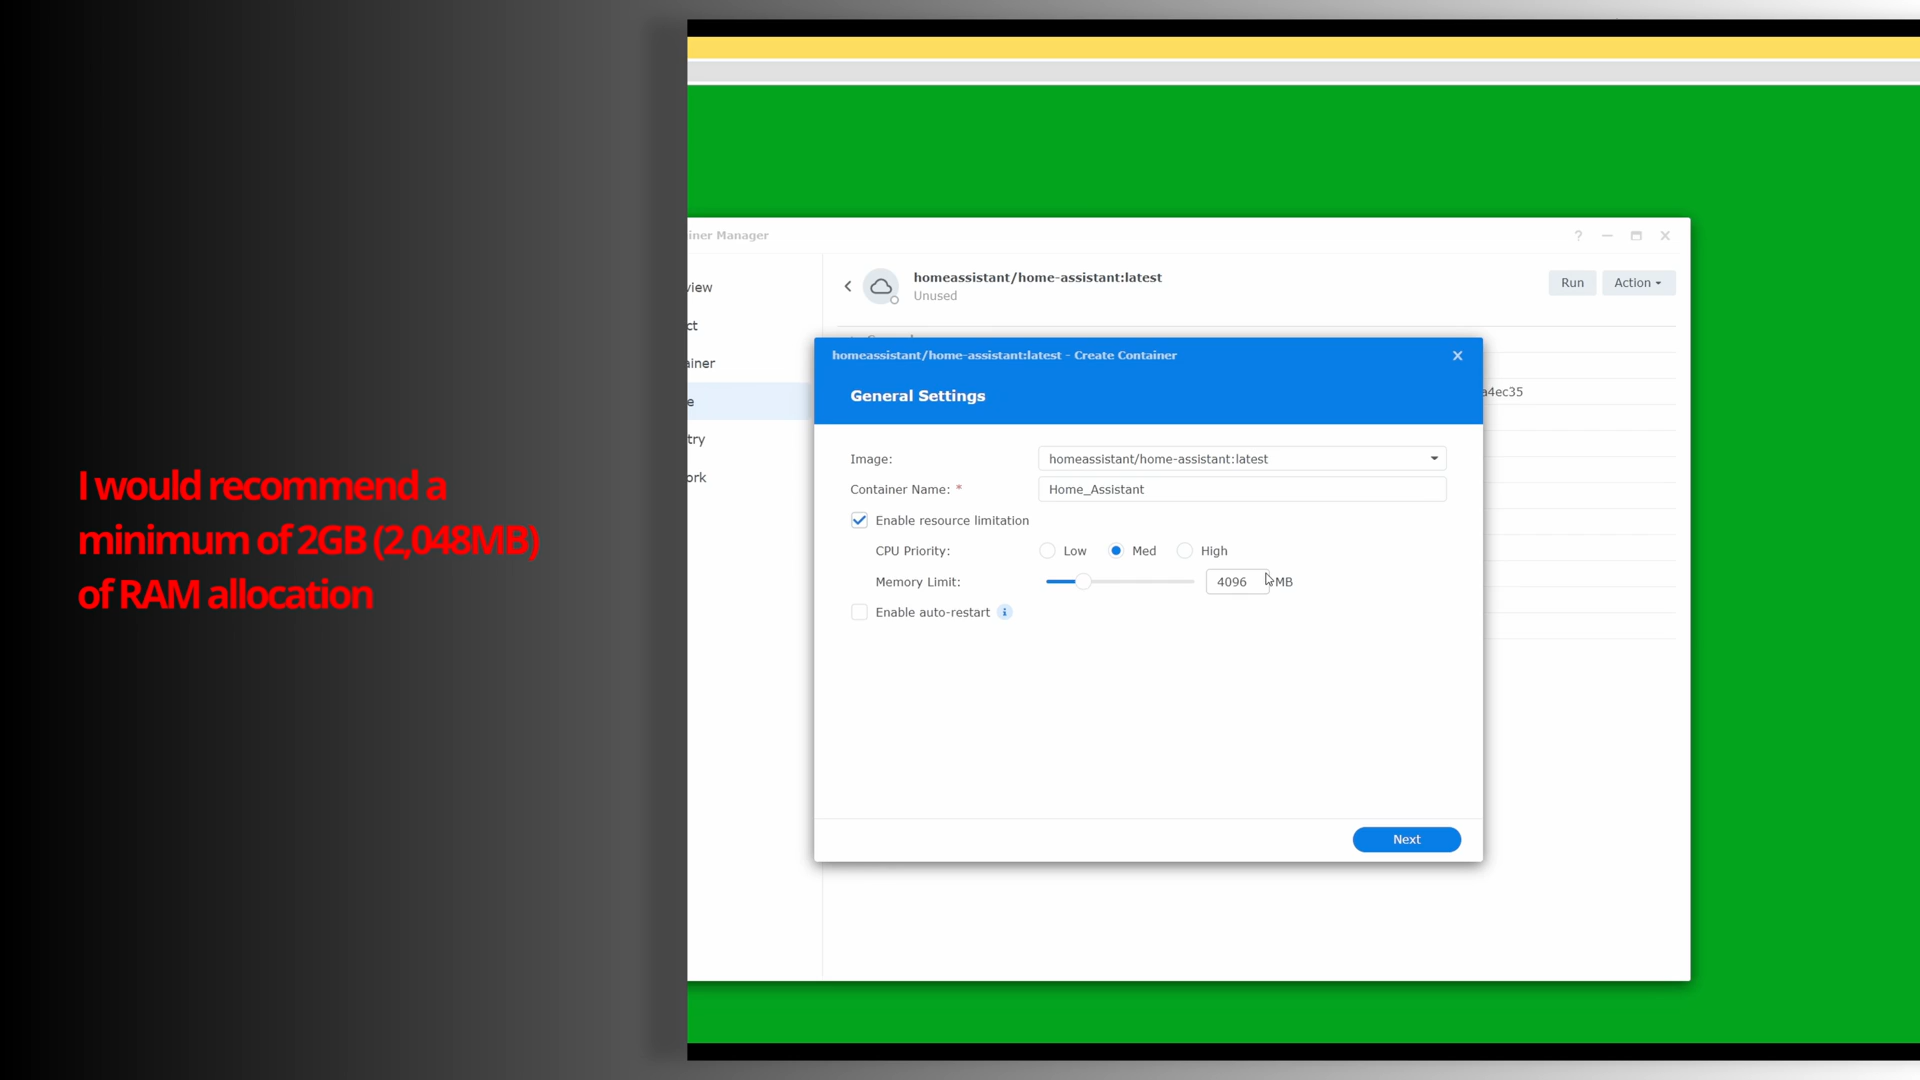 I would recommend a
minimum of 2GB (2,048MB)
of RAM allocation
iner Manager
view
ct
ainer
e
try
ork
homeassistant/home-assistant:latest
Unused
Run
Action
a4ec35
homeassistant/home-assistant:latest - Create Container
General Settings
Image:
homeassistant/home-assistant:latest
Container Name: *
Home_Assistant
Enable resource limitation
CPU Priority:
Low
Med
High
Memory Limit:
4096
MB
Enable auto-restart
Next